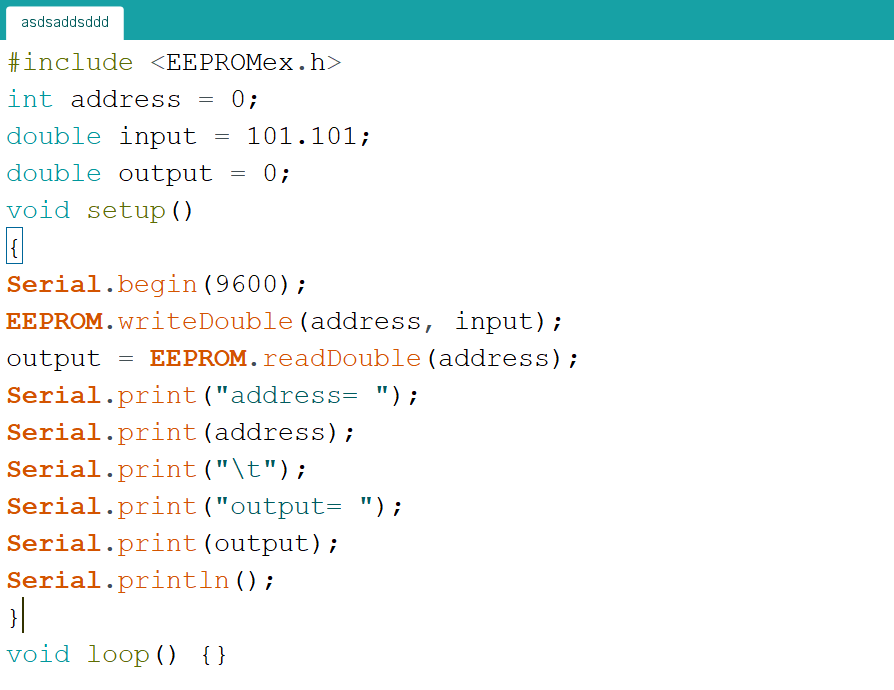 asdsaddsddd
#include <EEPROMex.h>
int address = 0;
double input = 101.101;
double output = 0;
void setup()
{
Serial.begin(9600);
EEPROM.writeDouble(address, input);
output = EEPROM.readDouble(address);
Serial.print("address= ");
Serial.print(address);
Serial.print("\t");
Serial.print("output= ");
Serial.print(output);
Serial.println();
}
void loop() {}